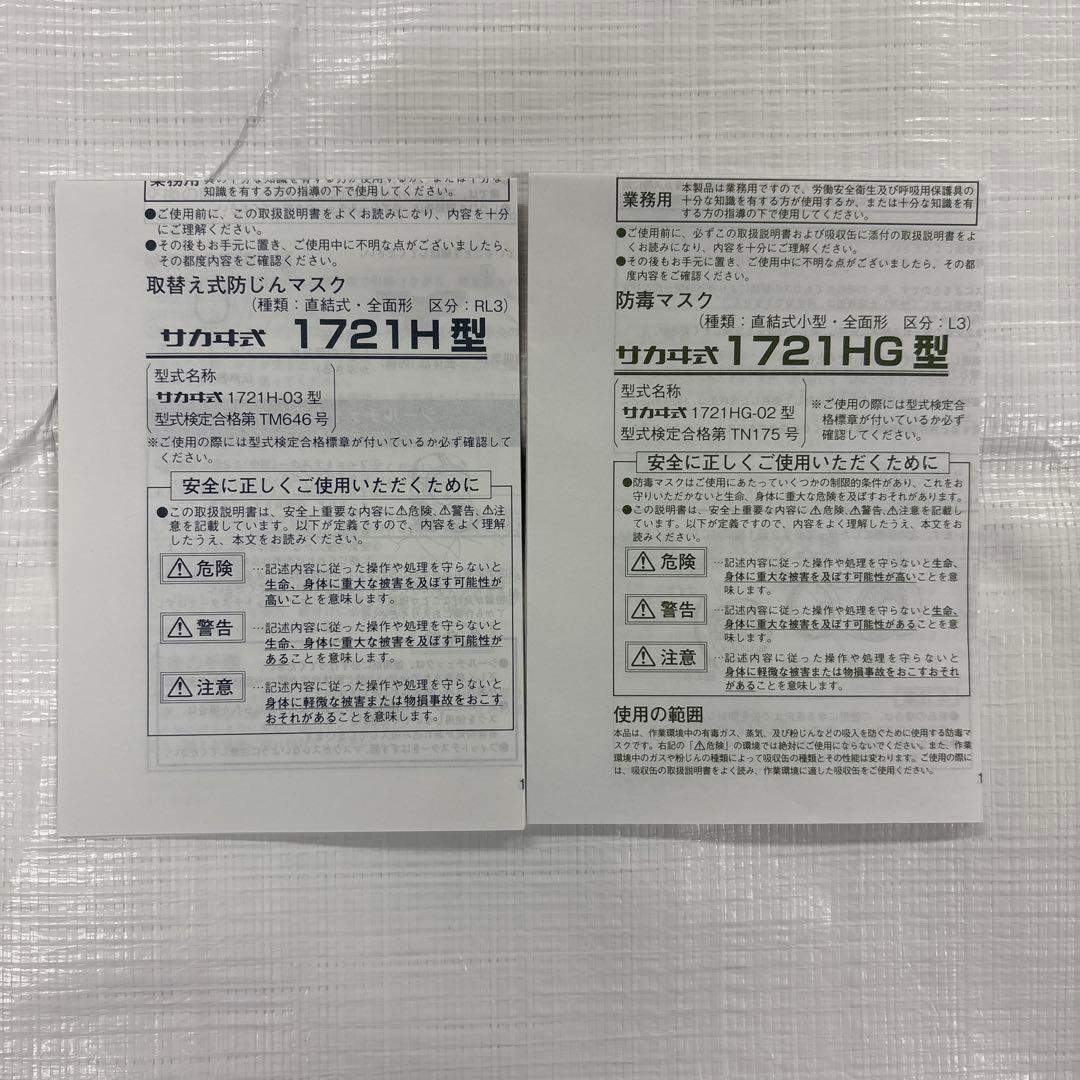 業務用
知識を有する方の指導の下で使用してください。
●ご使用前に、この取扱説明書をよくお読みになり、内容を十分
にご理解ください。
●その後もお手元に置き、ご使用中に不明な点がございましたら、
その都度内容をご確認ください。
取替え式防じんマスク
(種類：直結式・全面形　区分：RL3)
サカヰ式 1721H 型
型式名称
サカヰ式 1721H-03 型
型式検定合格第 TM646 号
※ご使用の際には型式検定合格標章が付いているか必ず確認して
ください。
安全に正しくご使用いただくために
●この取扱説明書は、安全上重要な内容に⚠危険、⚠警告、⚠注
意を記載しています。以下が定義ですので、内容をよく理解
したうえ、本文をお読みください。
⚠危険 …記述内容に従った操作や処理を守らないと
生命、身体に重大な被害を及ぼす可能性が
高いことを意味します。
⚠警告 …記述内容に従った操作や処理を守らないと
生命、身体に重大な被害を及ぼす可能性が
あることを意味します。
⚠注意 …記述内容に従った操作や処理を守らないと
身体に軽微な被害または物損事故をおこす
おそれがあることを意味します。
1
業務用
本製品は業務用ですので、労働安全衛生及び呼吸用保護具の
十分な知識を有する方が使用するか、または十分な知識を有
する方の指導の下で使用してください。
●ご使用前に、必ずこの取扱説明書および吸収缶に添付の取扱説明書をよ
くお読みになり、内容を十分にご理解ください。
●その後もお手元に置き、ご使用中に不明な点がございましたら、その都
度内容をご確認ください。
防毒マスク
(種類：直結式小型・全面形　区分：L3)
サカヰ式 1721HG 型
型式名称
サカヰ式 1721HG-02 型
型式検定合格第 TN175 号
※ご使用の際には型式検定合
格標章が付いているか必ず
確認してください。
安全に正しくご使用いただくために
●防毒マスクはご使用にあたっていくつかの制限的条件があり、これをお
守りいただかないと生命、身体に重大な危険を及ぼすおそれがあります。
●この説明書は、安全上重要な内容に⚠危険、⚠警告、⚠注意を記載し
ています。以下が定義ですので、内容をよく理解したうえ、本文をお
読みください。
⚠危険 …記述内容に従った操作や処理を守らないと生命、
身体に重大な被害を及ぼす可能性が高いことを意
味します。
⚠警告 …記述内容に従った操作や処理を守らないと生命、
身体に重大な被害を及ぼす可能性があることを意
味します。
⚠注意 …記述内容に従った操作や処理を守らないと
身体に軽微な被害または物損事故をおこすおそれ
があることを意味します。
使用の範囲
本品は、作業環境中の有毒ガス、蒸気、及び粉じんなどの吸入を防ぐために使用する防毒マ
スクです。右記の「⚠危険」の環境では絶対にご使用にならないでください。また、作業
環境中のガスや粉じんの種類によって吸収缶の種類とその性能は変わります。ご使用の際に
は、吸収缶の取扱説明書をよく読み、作業環境に適した吸収缶をご使用ください。
1